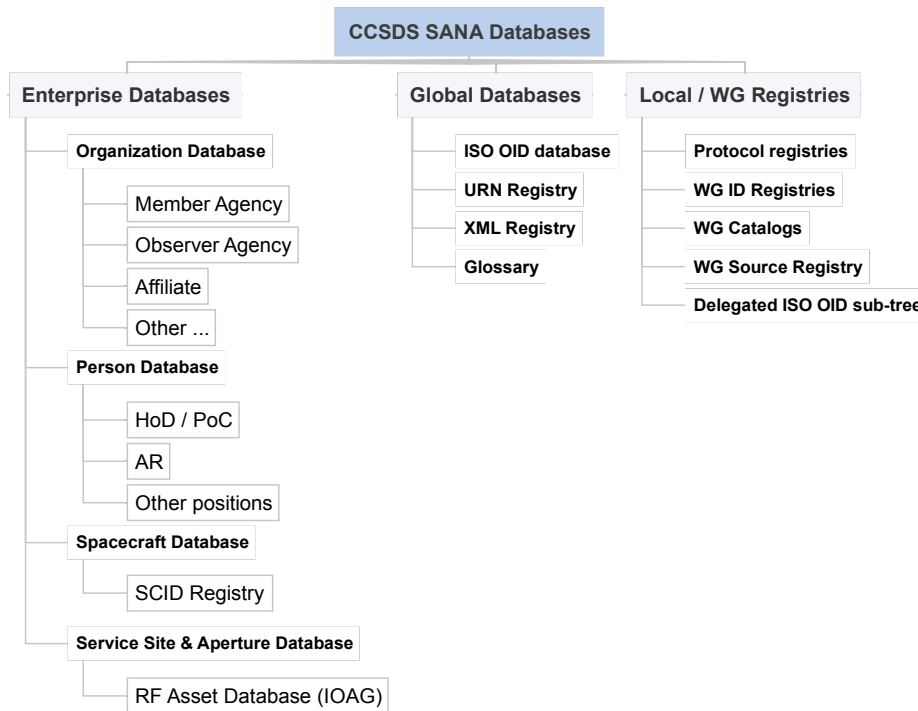 CCSDS SANA Databases
Enterprise Databases
Organization Database
Member Agency
Observer Agency
Affiliate
Other ...
Person Database
HoD / PoC
AR
Other positions
Spacecraft Database
SCID Registry
Service Site & Aperture Database
RF Asset Database (IOAG)
Global Databases
ISO OID database
URN Registry
XML Registry
Glossary
Local / WG Registries
Protocol registries
WG ID Registries
WG Catalogs
WG Source Registry
Delegated ISO OID sub-tree